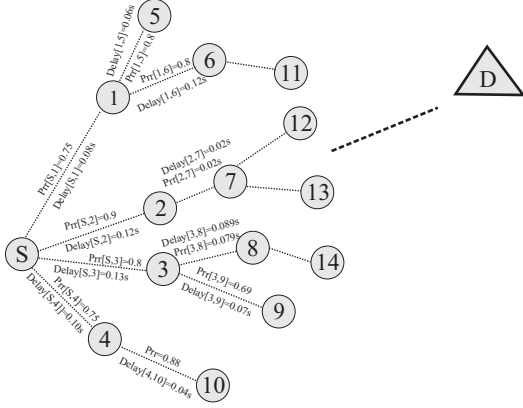 5
Delay[1,5]=0.06s
Prr[1,5]=0.8
6
Prr[1,6]=0.8
Delay[1,6]=0.12s
11
1
D
Prr[S,1]=0.75
Delay[S,1]=0.08s
12
Delay[2,7]=0.02s
Prr[2,7]=0.02s
7
13
2
Prr[S,2]=0.9
Delay[S,2]=0.12s
S
Delay[3,8]=0.089s
Prr[3,8]=0.079s
8
14
Prr[S,3]=0.8
Delay[S,3]=0.13s
3
Prr[3,9]=0.69
Delay[3,9]=0.07s
9
Prr[S,4]=0.75
Delay[S,4]]=0.10s
4
Prr=0.88
Delay[4,10]=0.04s
10